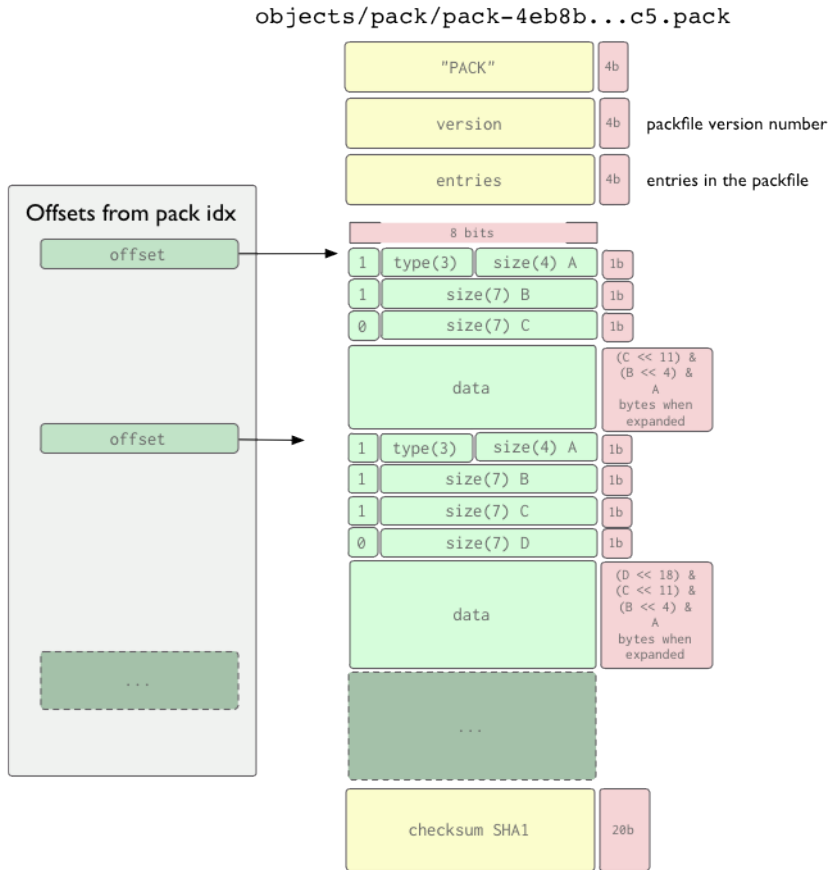 objects/pack/pack-4eb8b...c5.pack
"PACK" 4b
version 4b packfile version number
entries 4b entries in the packfile
Offsets from pack idx
8 bits
offset
1 type(3) size(4) A 1b
1 size(7) B 1b
0 size(7) C 1b
data
(C << 11) &
(B << 4) &
A
bytes when
expanded
offset
1 type(3) size(4) A 1b
1 size(7) B 1b
1 size(7) C 1b
0 size(7) D 1b
data
(D << 18) &
(C << 11) &
(B << 4) &
A
bytes when
expanded
...
...
checksum SHA1 20b